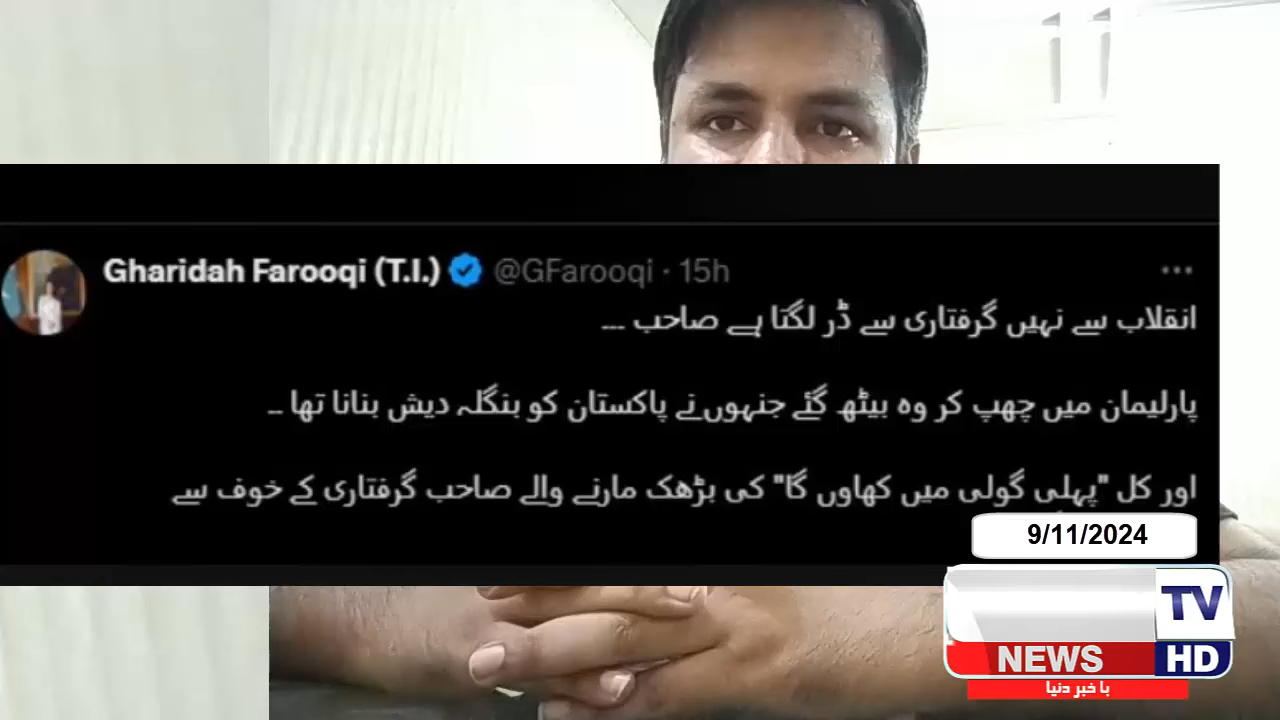 Gharidah Farooqi (T.I.) @GFarooqi · 15h
انقلاب سے نہیں گرفتاری سے ڈر لگتا ہے صاحب ---
پارلیمان میں چھپ کر وہ بیٹھ گئے جنہوں نے پاکستان کو بنگلہ دیش بنانا تھا --
اور کل "پہلی گولی میں کھاوں گا" کی بڑھک مارنے والے صاحب گرفتاری کے خوف سے
9/11/2024
TV
NEWS HD
با خبر دنیا